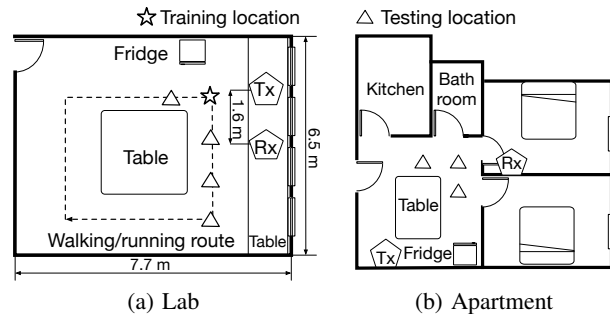 ☆ Training location
△ Testing location
Fridge
Tx
1.6 m
Rx
Table
6.5 m
Walking/running route
Table
7.7 m
(a) Lab
Kitchen
Bath
room
Rx
Table
Tx
Fridge
(b) Apartment